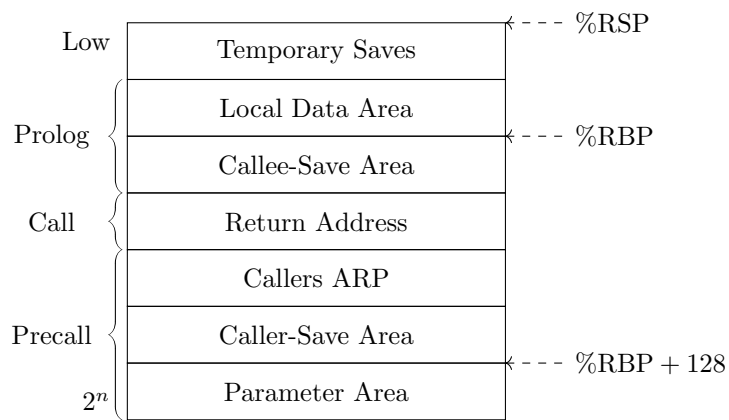 %RSP
Low
Temporary Saves
Local Data Area
Prolog
%RBP
Callee-Save Area
Call
Return Address
Callers ARP
Precall
Caller-Save Area
%RBP + 128
2ⁿ
Parameter Area